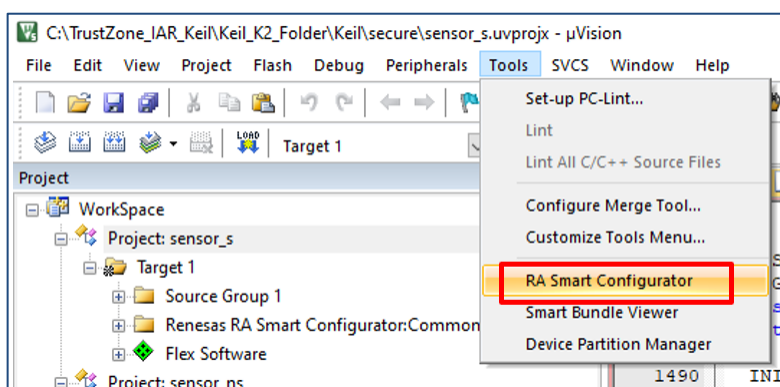 C:\TrustZone_IAR_Keil\Keil_K2_Folder\Keil\secure\sensor_s.uvprojx - µVision
File Edit View Project Flash Debug Peripherals Tools SVCS Window Help
Set-up PC-Lint...
Lint
Lint All C/C++ Source Files
Configure Merge Tool...
Customize Tools Menu...
RA Smart Configurator
Smart Bundle Viewer
Device Partition Manager
LOAD
Target 1
Project
WorkSpace
Project: sensor_s
Target 1
Source Group 1
Renesas RA Smart Configurator:Common
Flex Software
Project: sensor_ns
1490 INI